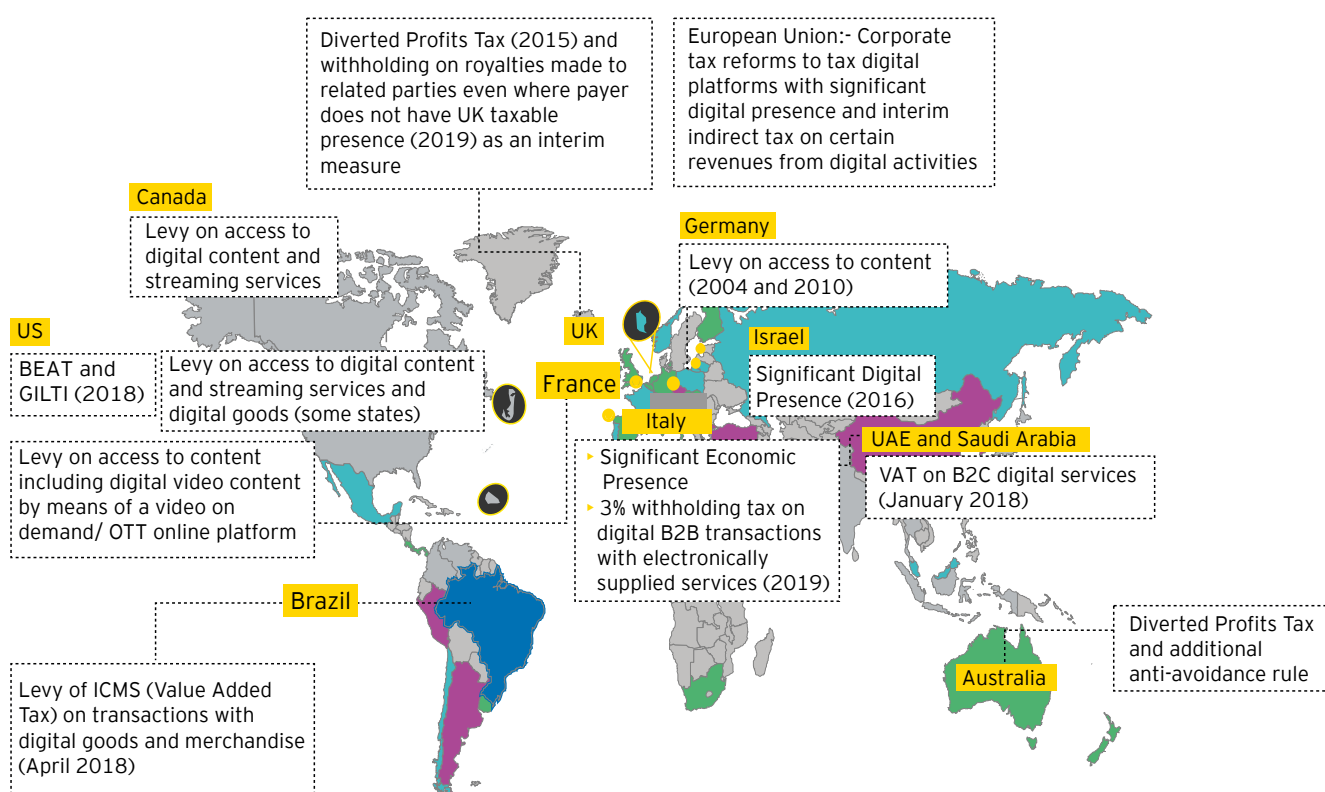 Diverted Profits Tax (2015) and
withholding on royalties made to
related parties even where payer
does not have UK taxable
presence (2019) as an interim
measure
European Union:- Corporate
tax reforms to tax digital
platforms with significant
digital presence and interim
indirect tax on certain
revenues from digital activities
Canada
Levy on access to
digital content and
streaming services
Germany
Levy on access to content
(2004 and 2010)
US
BEAT and
GILTI (2018)
Levy on access to digital content
and streaming services and
digital goods (some states)
UK
France
Israel
Significant Digital
Presence (2016)
Italy
▸ Significant Economic
Presence
▸ 3% withholding tax on
digital B2B transactions
with electronically
supplied services (2019)
UAE and Saudi Arabia
VAT on B2C digital services
(January 2018)
Levy on access to content
including digital video content
by means of a video on
demand/ OTT online platform
Brazil
Levy of ICMS (Value Added
Tax) on transactions with
digital goods and merchandise
(April 2018)
Australia
Diverted Profits Tax
and additional
anti-avoidance rule